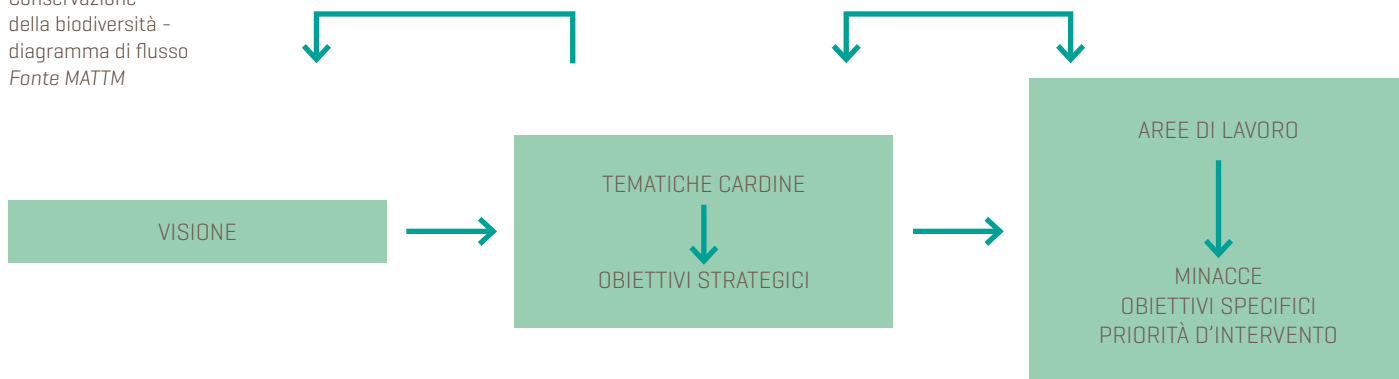 della biodiversità -
diagramma di flusso
Fonte MATTM
VISIONE
TEMATICHE CARDINE
OBIETTIVI STRATEGICI
AREE DI LAVORO
MINACCE
OBIETTIVI SPECIFICI
PRIORITÀ D'INTERVENTO